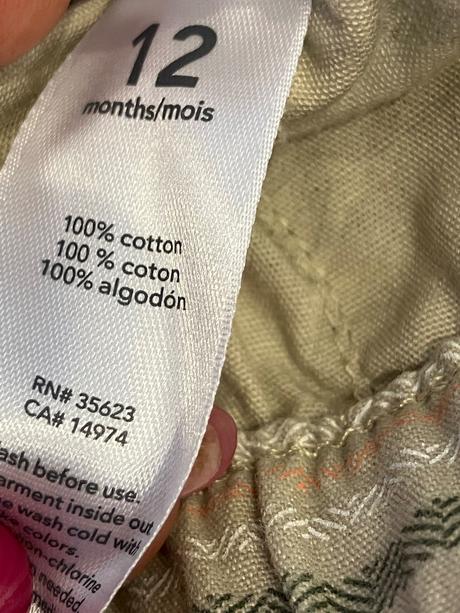 12
months/mois
100% cotton
100 % coton
100% algodón
RN# 35623
CA# 14974
before use.
inside out
wash cold with
colors.
needed